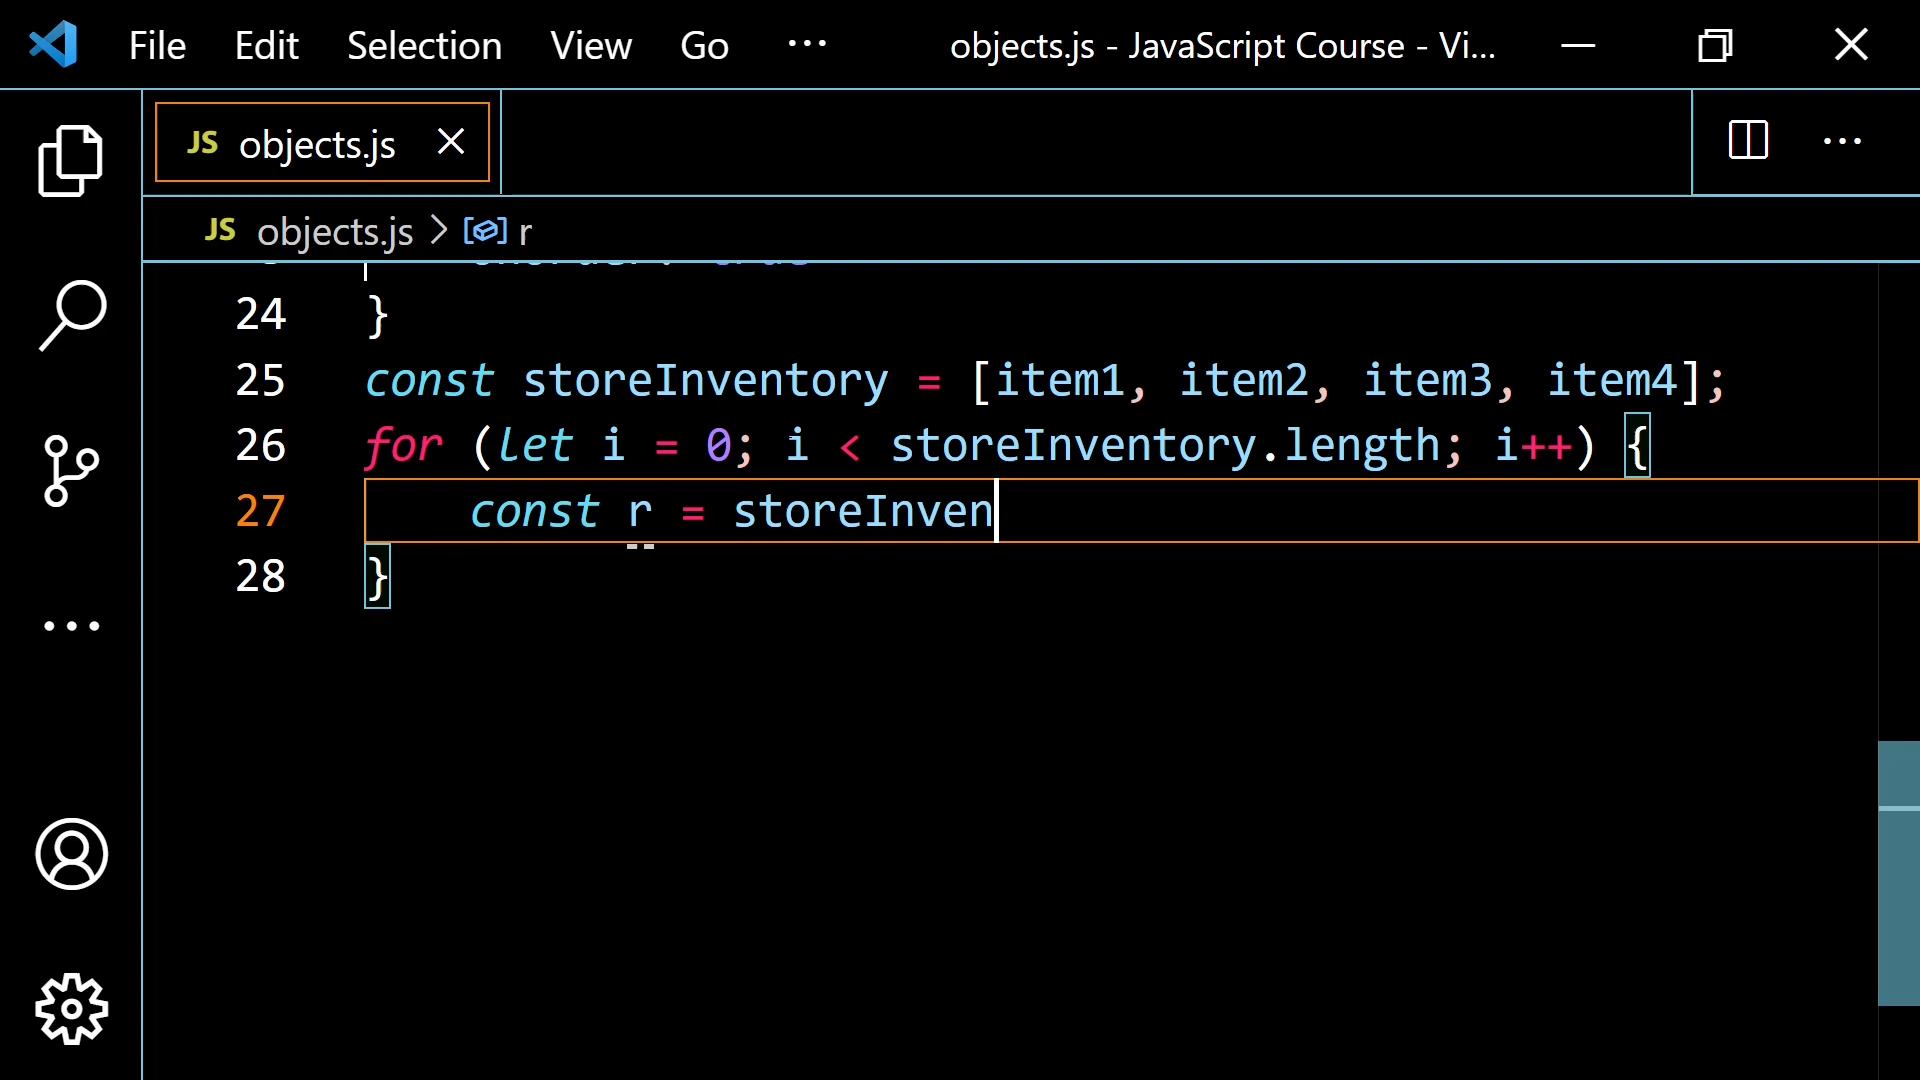 File Edit Selection View Go ··· objects.js - JavaScript Course - Vi...
JS objects.js
JS objects.js > r
24 }
25 const storeInventory = [item1, item2, item3, item4];
26 for (let i = 0; i < storeInventory.length; i++) {
27 const r = storeInven
28 }